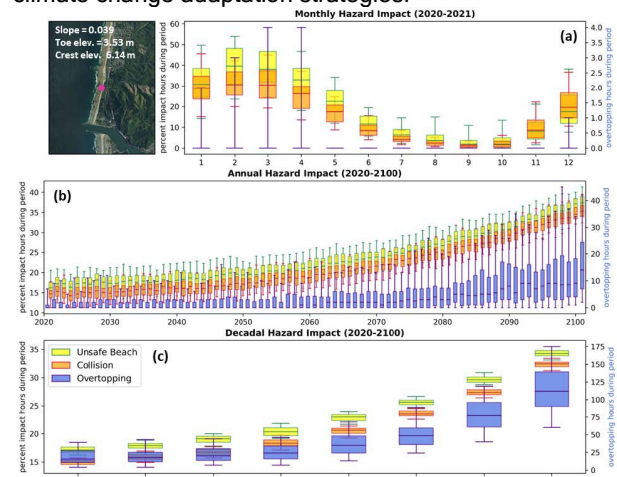 climate change adaptation strategies.
Monthly Hazard Impact (2020-2021)
Slope = 0.039
Toe elev. =3.53 m
Crest elev. 6.14 m
(a)
percent impact hours during period
60
50
40
30
20
10
0
4.0
3.5
3.0
2.5
2.0
1.5
1.0
0.5
0.0
overtopping hours during period
1 2 3 4 5 6 7 8 9 10 11 12
Annual Hazard Impact (2020-2100)
(b)
percent impact hours during period
40
35
30
25
20
15
10
40
30
20
10
0
overtopping hours during period
2020 2030 2040 2050 2060 2070 2080 2090 2100
Decadal Hazard Impact (2020-2100)
(c)
Unsafe Beach
Collision
Overtopping
percent impact hours during period
35
30
25
20
15
175
150
125
100
75
50
25
0
overtopping hours during period